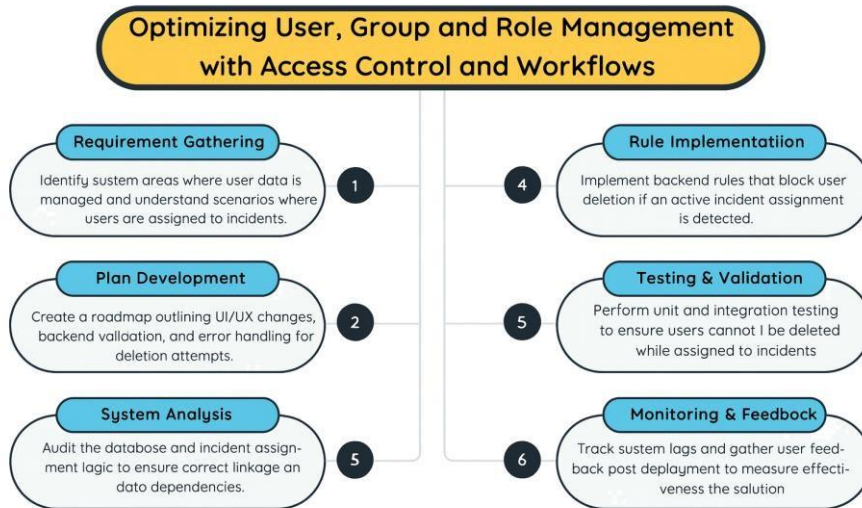 Optimizing User, Group and Role Management
with Access Control and Workflows
Requirement Gathering
1
Identify system areas where user data is
managed and understand scenarios where
users are assigned to incidents.
Plan Development
2
Create a roadmap outlining UI/UX changes,
backend valldation, and error handling for
deletion attempts.
System Analysis
5
Audit the database and incident assign-
ment logic to ensure correct linkage an
dato dependencies.
Rule Implementatiion
4
Implement backend rules that block user
deletion if an active incident assignment
is detected.
Testing & Validation
5
Perform unit and integration testing
to ensure users cannot I be deleted
while assigned to incidents
Monitoring & Feedbock
6
Track sustem lags and gather user feed-
back post deployment to measure effecti-
veness the salution